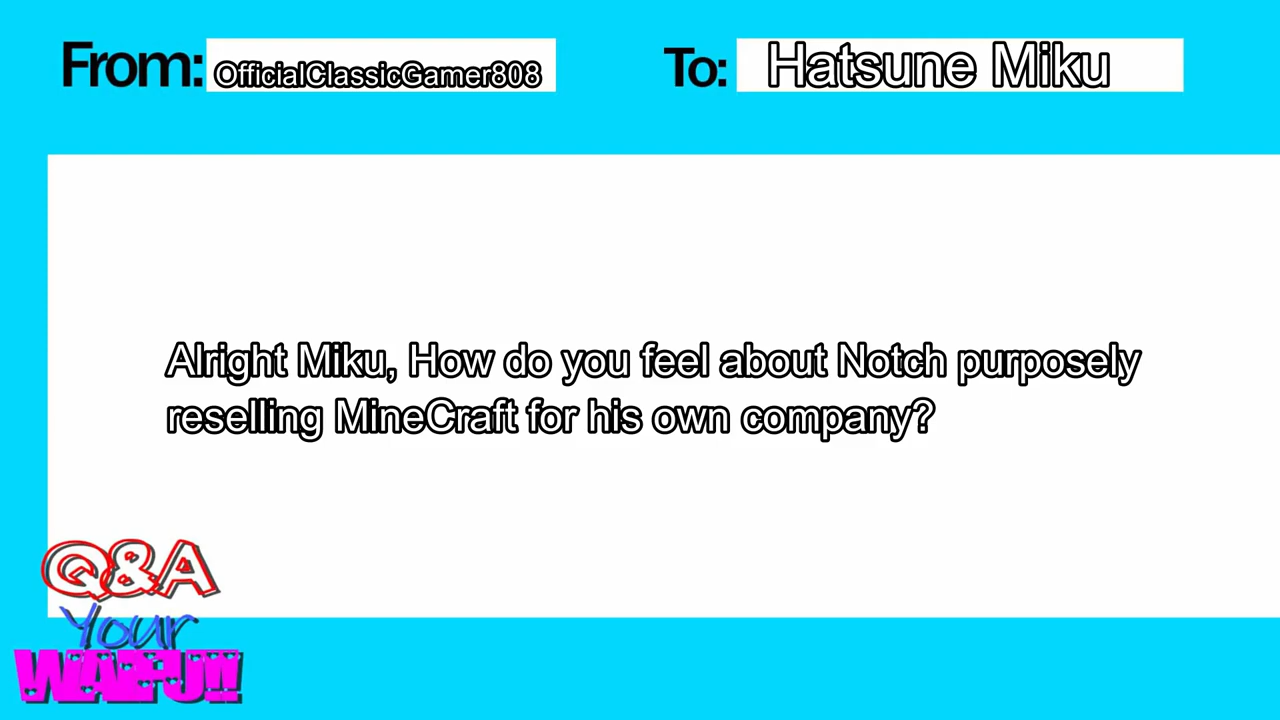 From: OfficialClassicGamer808
To: Hatsune Miku
Alright Miku, How do you feel about Notch purposely
reselling MineCraft for his own company?
Q&A
Your
WAIFU!!